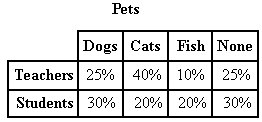 Pets
Dogs Cats Fish None
Teachers 25% 40% 10% 25%
Students 30% 20% 20% 30%